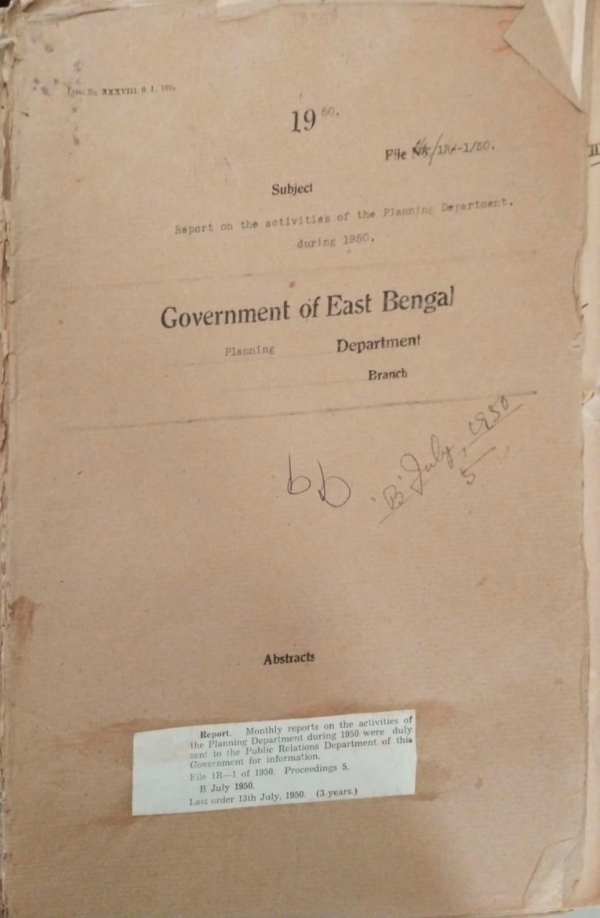 XXXVIII. B. I.
1950.
File No. 1R-1/50.
Subject
Report on the activities of the Planning Department.
during 1950.
Government of East Bengal
Planning Department
Branch
'B' July, 1950
5
Abstracts
Report. Monthly reports on the activities of
the Planning Department during 1950 were duly
sent to the Public Relations Department of this
Government for information.
File 1R—1 of 1950. Proceedings 5.
B July 1950.
Last order 13th July, 1950. (3 years.)